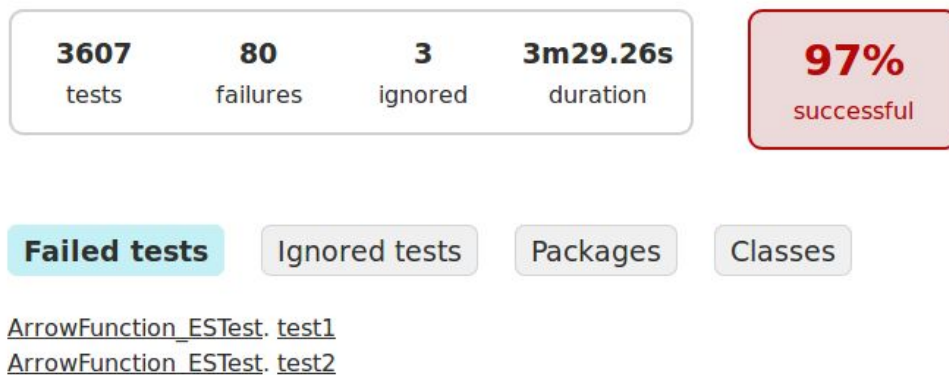 3607 80 3 3m29.26s
tests failures ignored duration
97%
successful
Failed tests Ignored tests Packages Classes
ArrowFunction_ESTest. test1
ArrowFunction_ESTest. test2